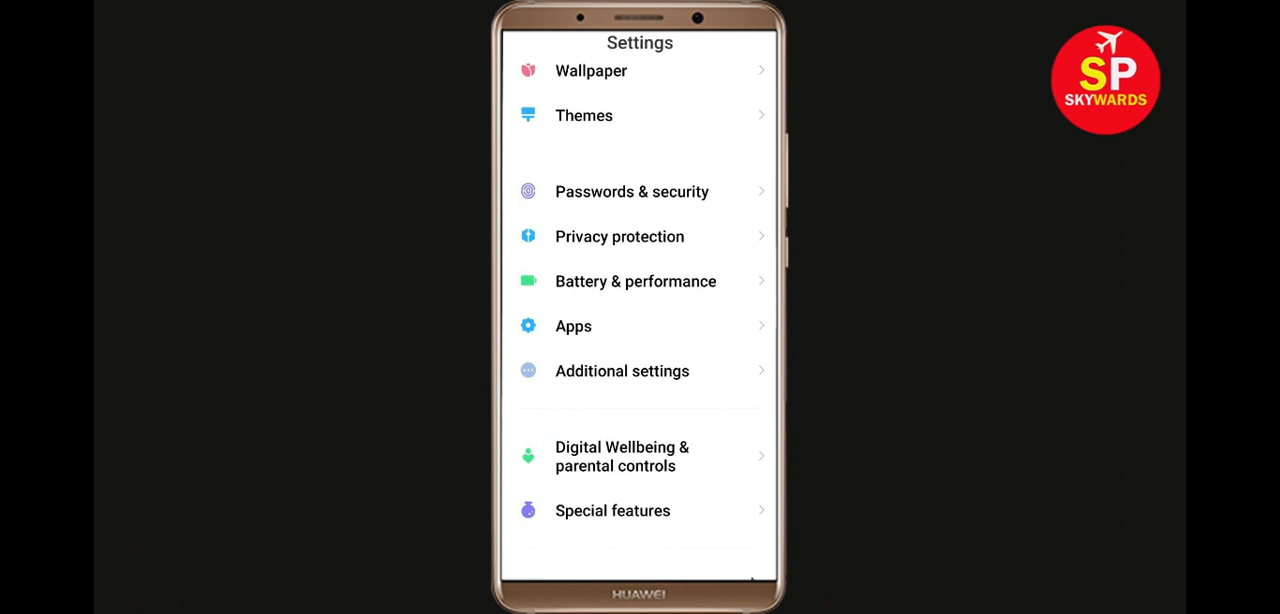 Settings
Wallpaper
Themes
Passwords & security
Privacy protection
Battery & performance
Apps
Additional settings
Digital Wellbeing &
parental controls
Special features
HUAWEI
SP
SKYWARDS